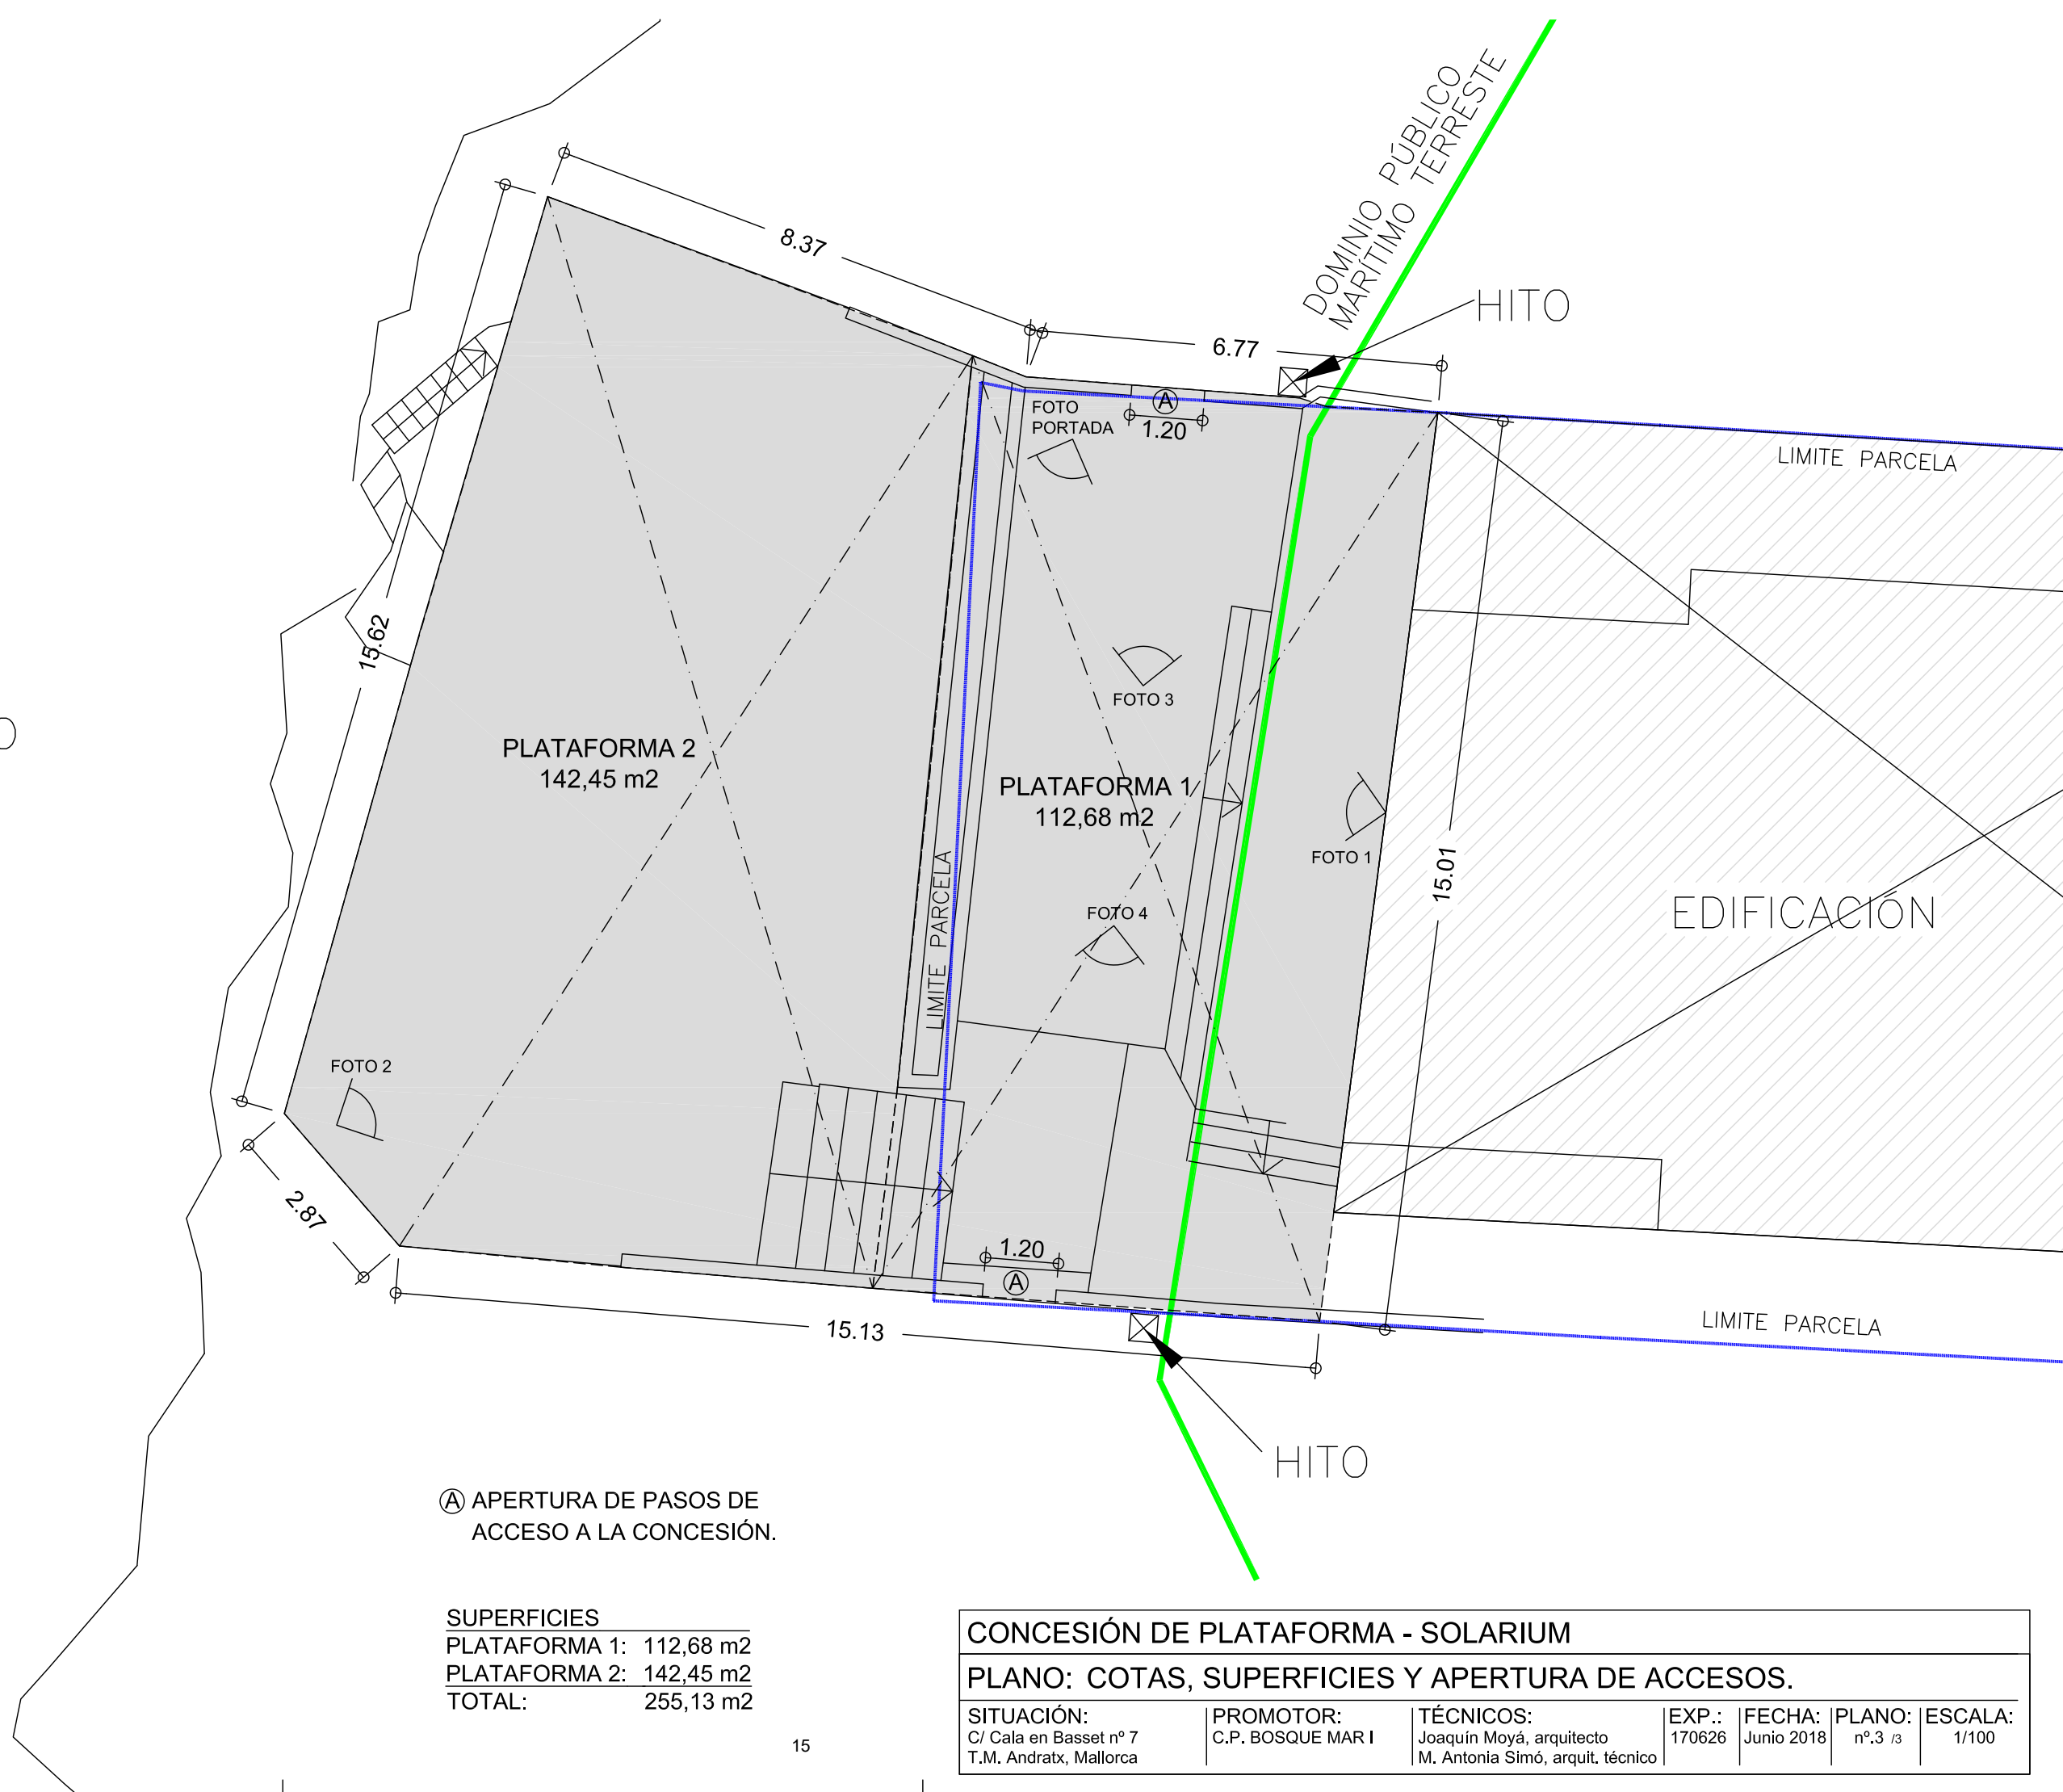 DOMINIO PÚBLICO
MARÍTIMO TERRESTE
HITO
8.37
6.77
A
1.20
FOTO
PORTADA
LIMITE PARCELA
15.62
FOTO 3
PLATAFORMA 2
142,45 m2
PLATAFORMA 1
112,68 m2
FOTO 1
15.01
LIMITE PARCELA
FOTO 4
EDIFICACIÓN
FOTO 2
2.87
1.20
A
15.13
LIMITE PARCELA
HITO
A APERTURA DE PASOS DE
ACCESO A LA CONCESIÓN.
SUPERFICIES
PLATAFORMA 1: 112,68 m2
PLATAFORMA 2: 142,45 m2
TOTAL: 255,13 m2
15
CONCESIÓN DE PLATAFORMA - SOLARIUM
PLANO: COTAS, SUPERFICIES Y APERTURA DE ACCESOS.
SITUACIÓN:
C/ Cala en Basset nº 7
T.M. Andratx, Mallorca
PROMOTOR:
C.P. BOSQUE MAR I
TÉCNICOS:
Joaquín Moyá, arquitecto
M. Antonia Simó, arquit. técnico
EXP.:
170626
FECHA:
Junio 2018
PLANO:
nº.3 /3
ESCALA:
1/100